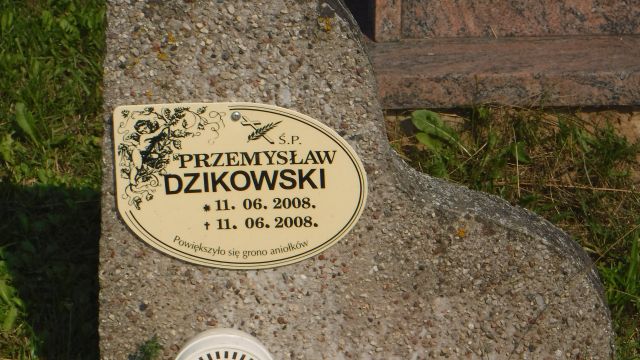 Ś.P.
PRZEMYSŁAW
DZIKOWSKI
* 11. 06. 2008.
† 11. 06. 2008.
Powiększyło się grono aniołków